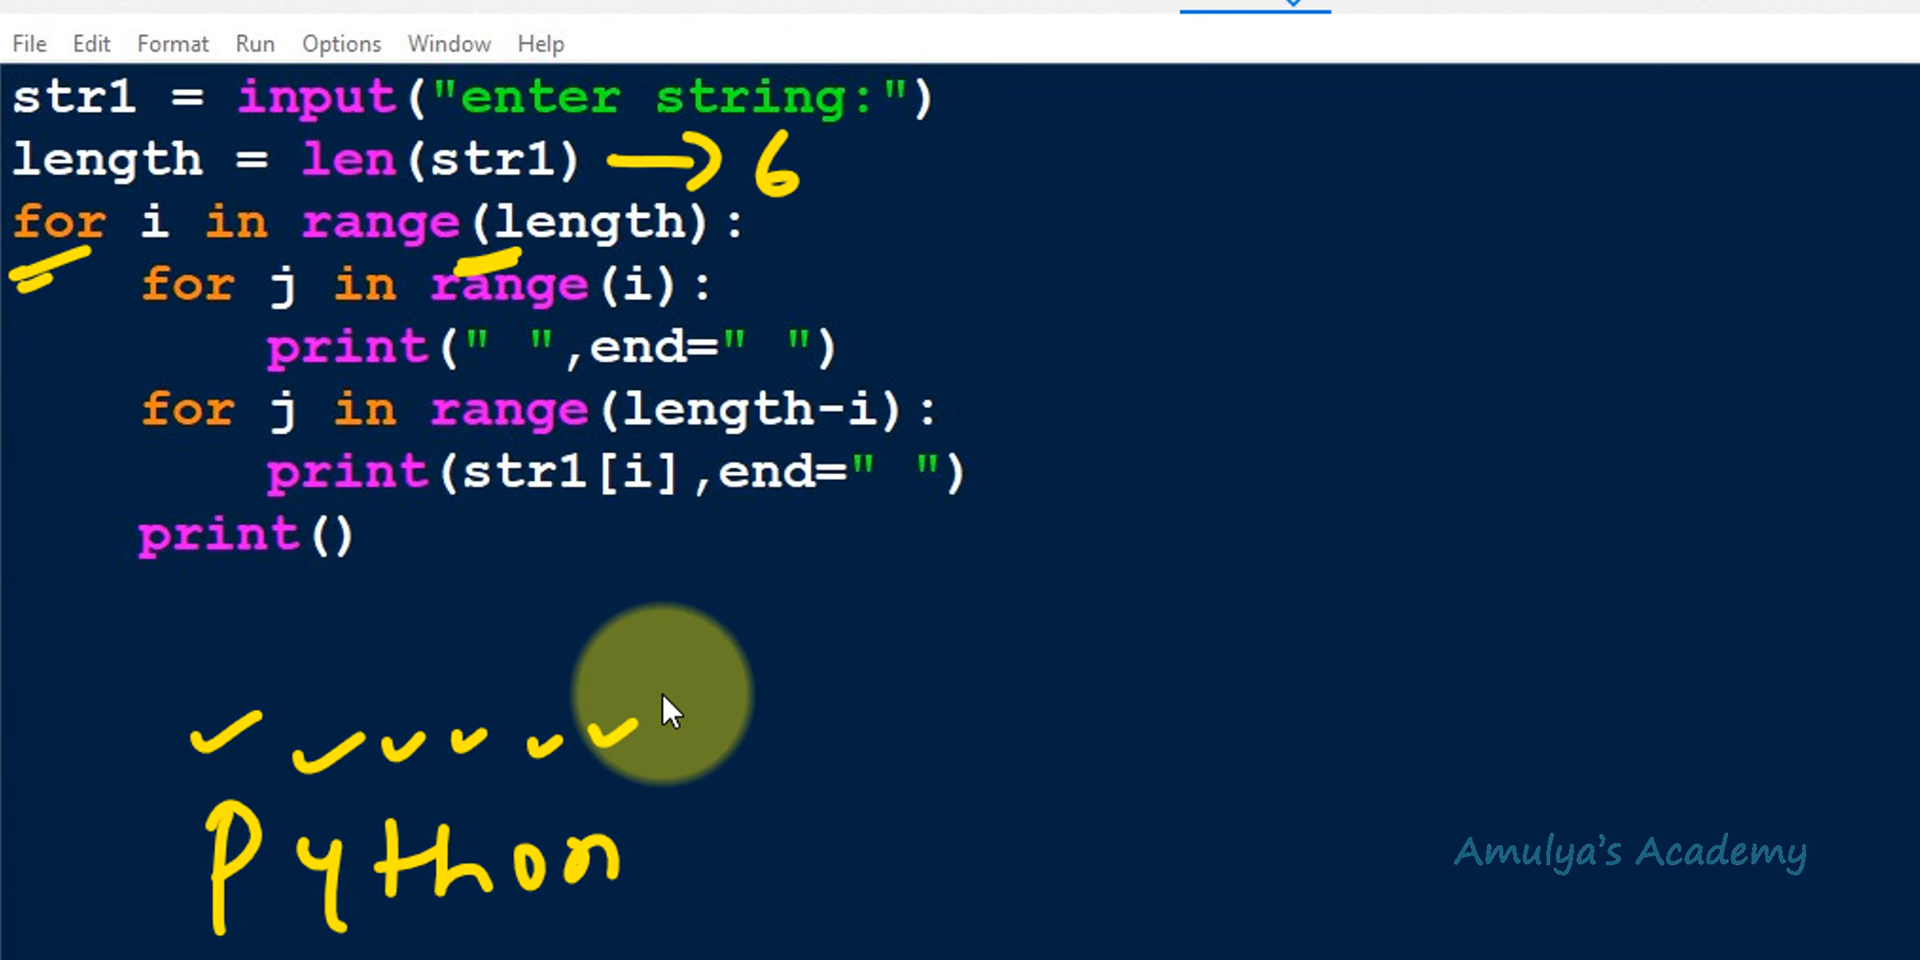 File Edit Format Run Options Window Help
str1 = input("enter string:")
length = len(str1) → 6
for i in range(length):
    for j in range(i):
        print(" ",end=" ")
    for j in range(length-i):
        print(str1[i],end=" ")
    print()
Python
Amulya's Academy